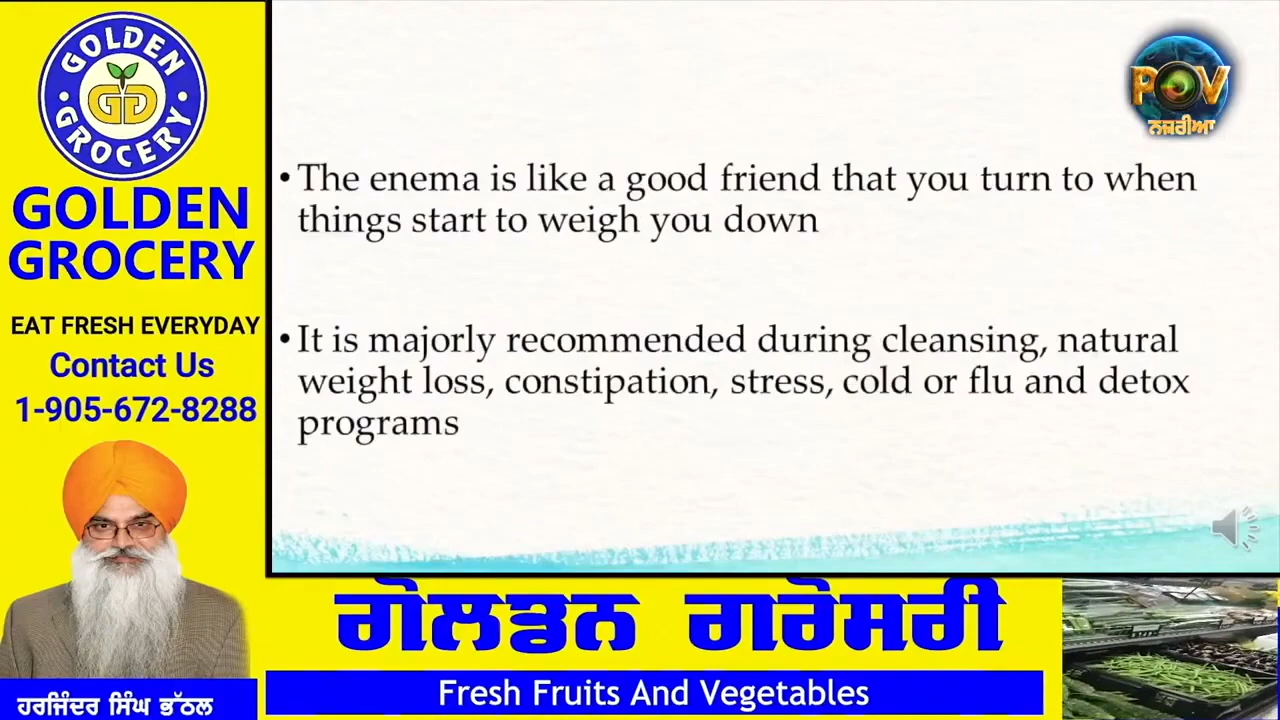 GOLDEN
GROCERY
GG
GOLDEN
GROCERY
EAT FRESH EVERYDAY
Contact Us
1-905-672-8288
ਹਰਜਿੰਦਰ ਸਿੰਘ ਭੱਠਲ
POV
ਨਜ਼ਰੀਆ
•The enema is like a good friend that you turn to when
things start to weigh you down
•It is majorly recommended during cleansing, natural
weight loss, constipation, stress, cold or flu and detox
programs
ਗੋਲਡਨ ਗਰੋਸਰੀ
Fresh Fruits And Vegetables